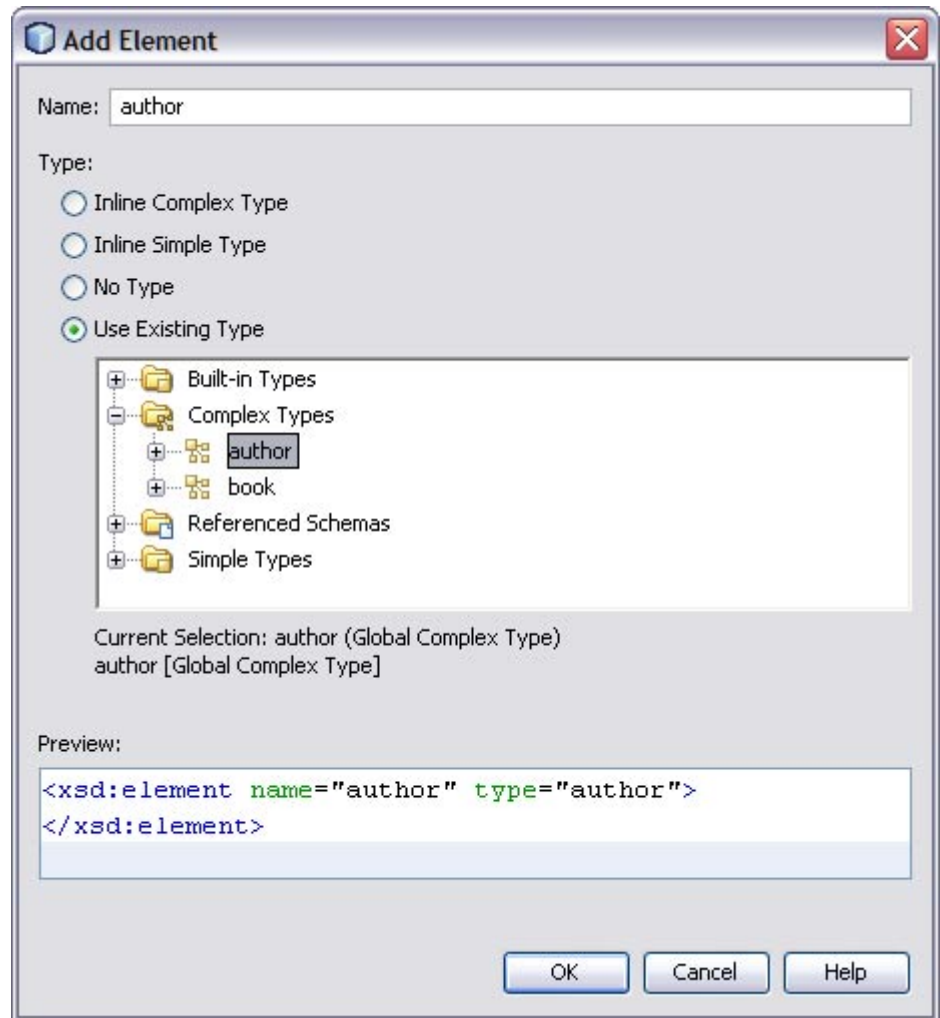 Add Element
Name: author
Type:
Inline Complex Type
Inline Simple Type
No Type
Use Existing Type
Built-in Types
Complex Types
author
book
Referenced Schemas
Simple Types
Current Selection: author (Global Complex Type)
author [Global Complex Type]
Preview:
<xsd:element name="author" type="author">
</xsd:element>
OK Cancel Help